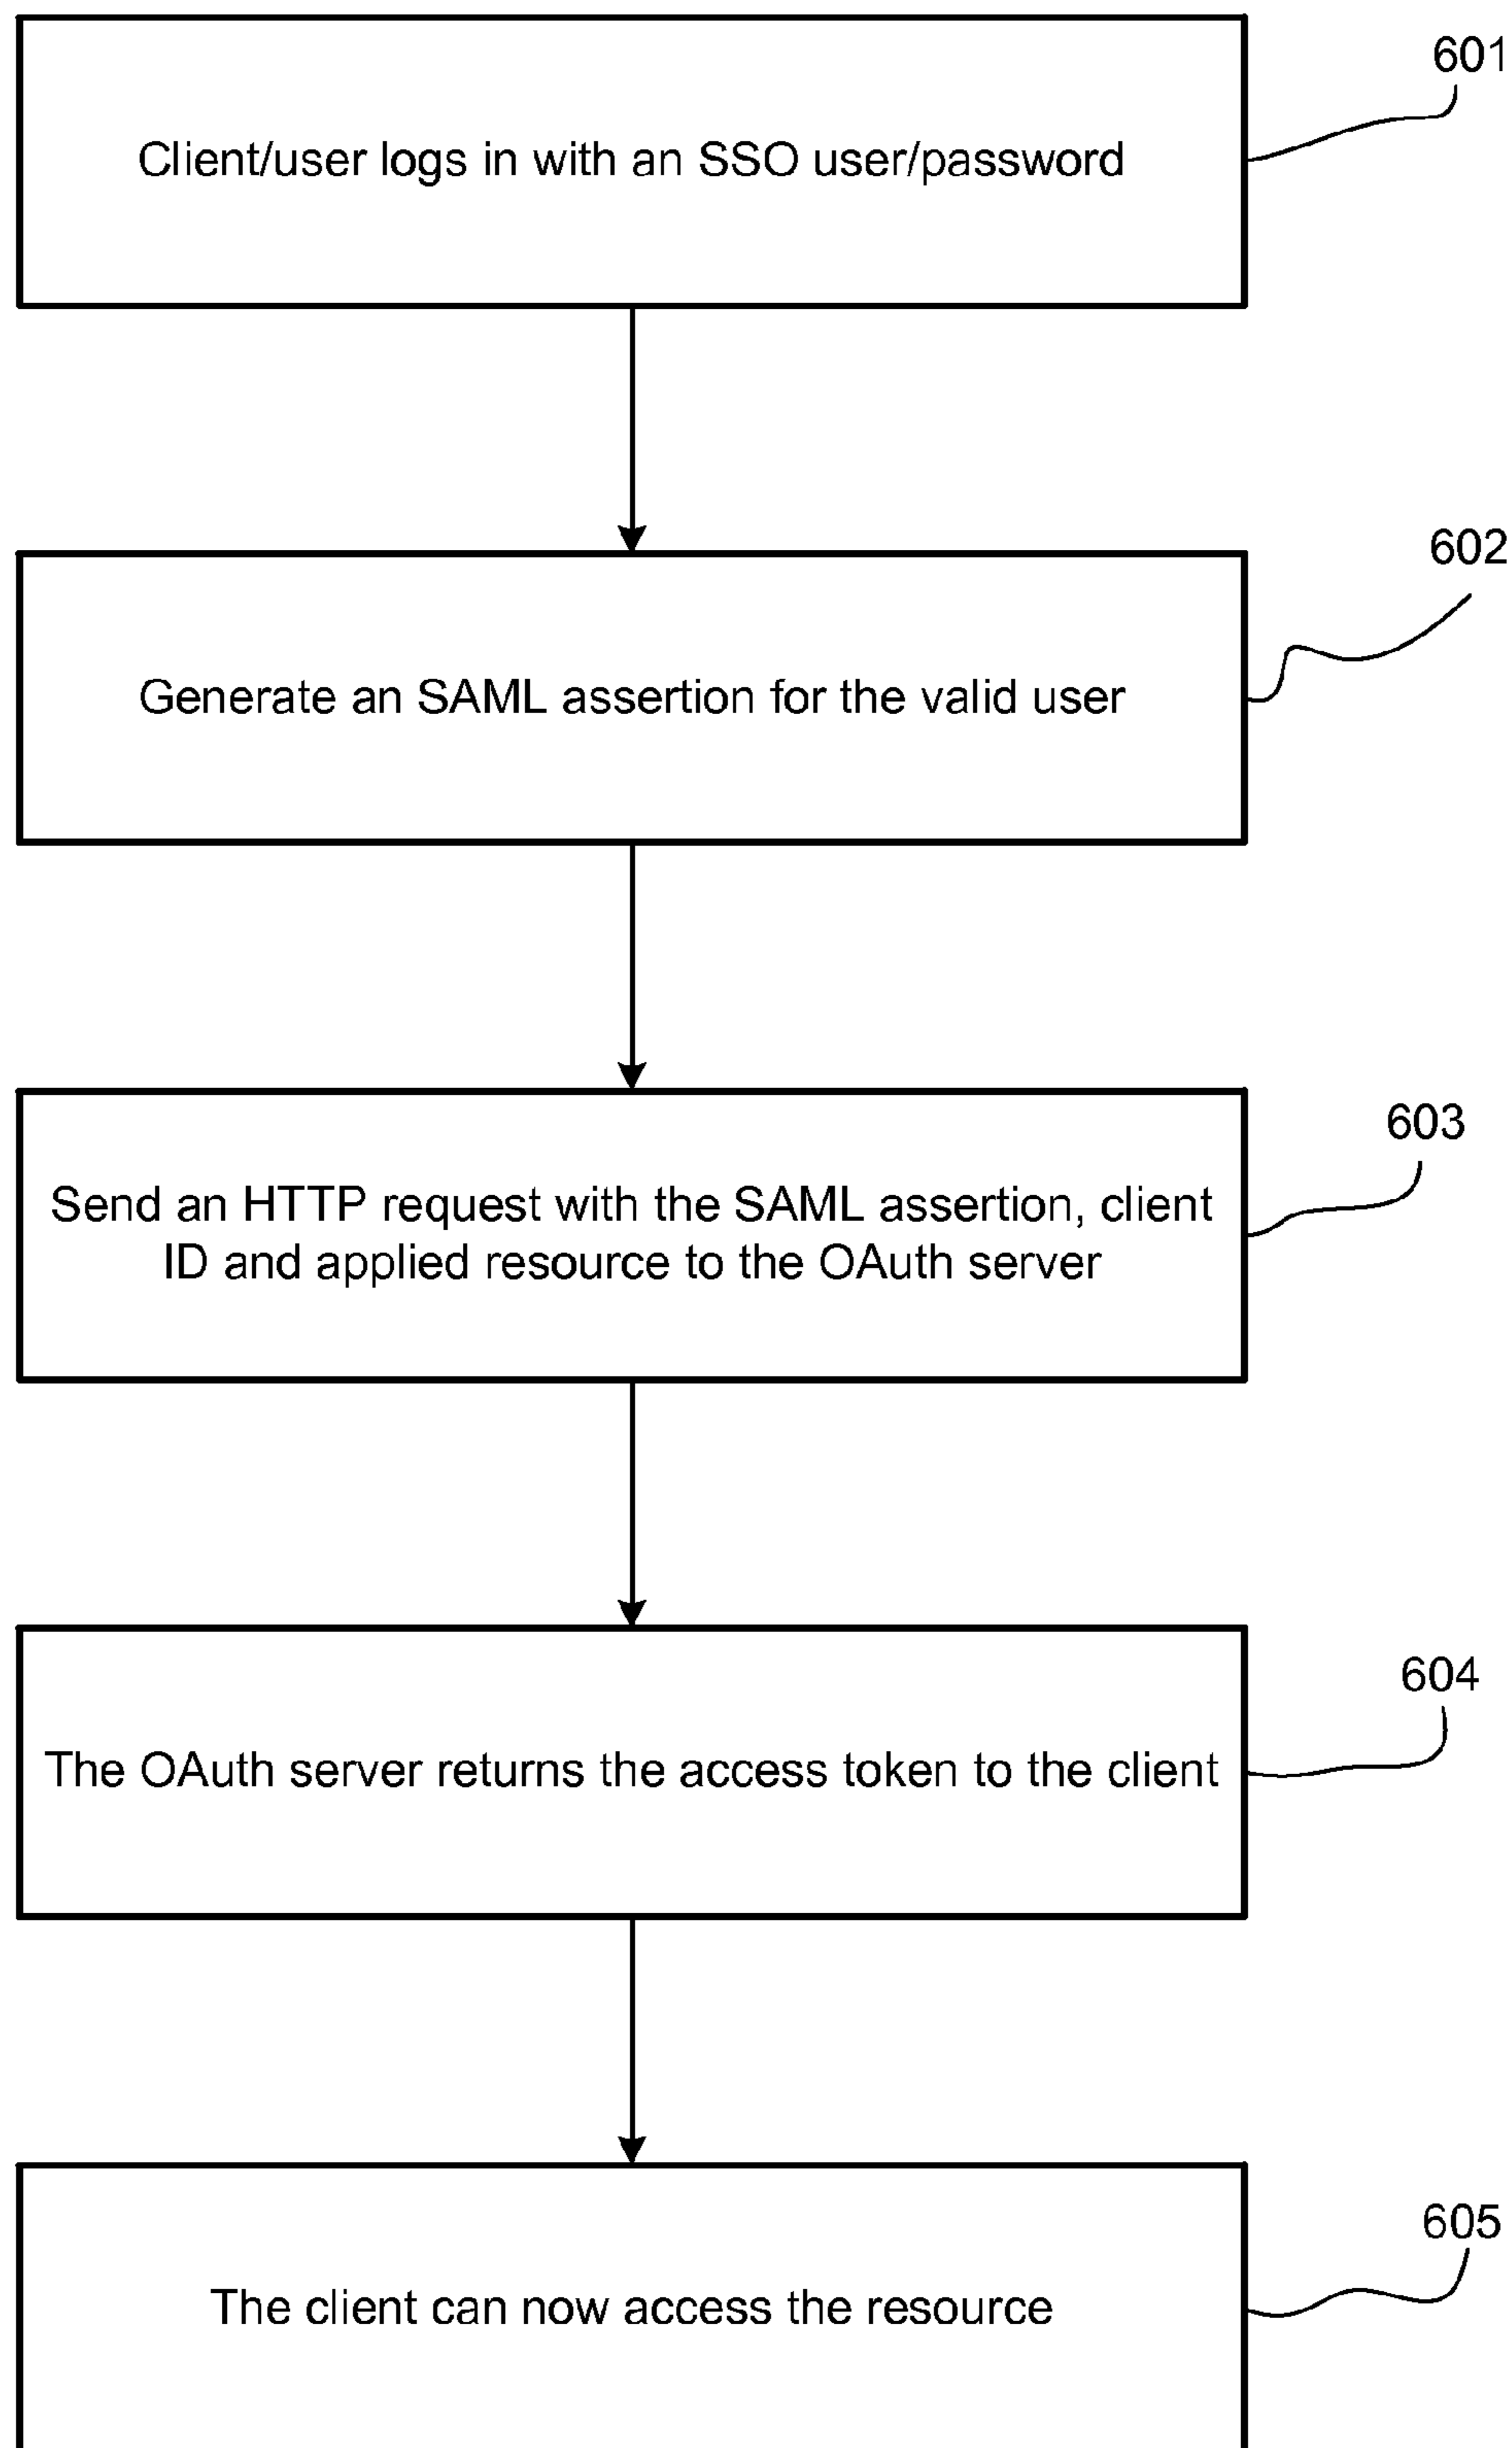 601
Client/user logs in with an SSO user/password
602
Generate an SAML assertion for the valid user
603
Send an HTTP request with the SAML assertion, client
ID and applied resource to the OAuth server
604
The OAuth server returns the access token to the client
605
The client can now access the resource